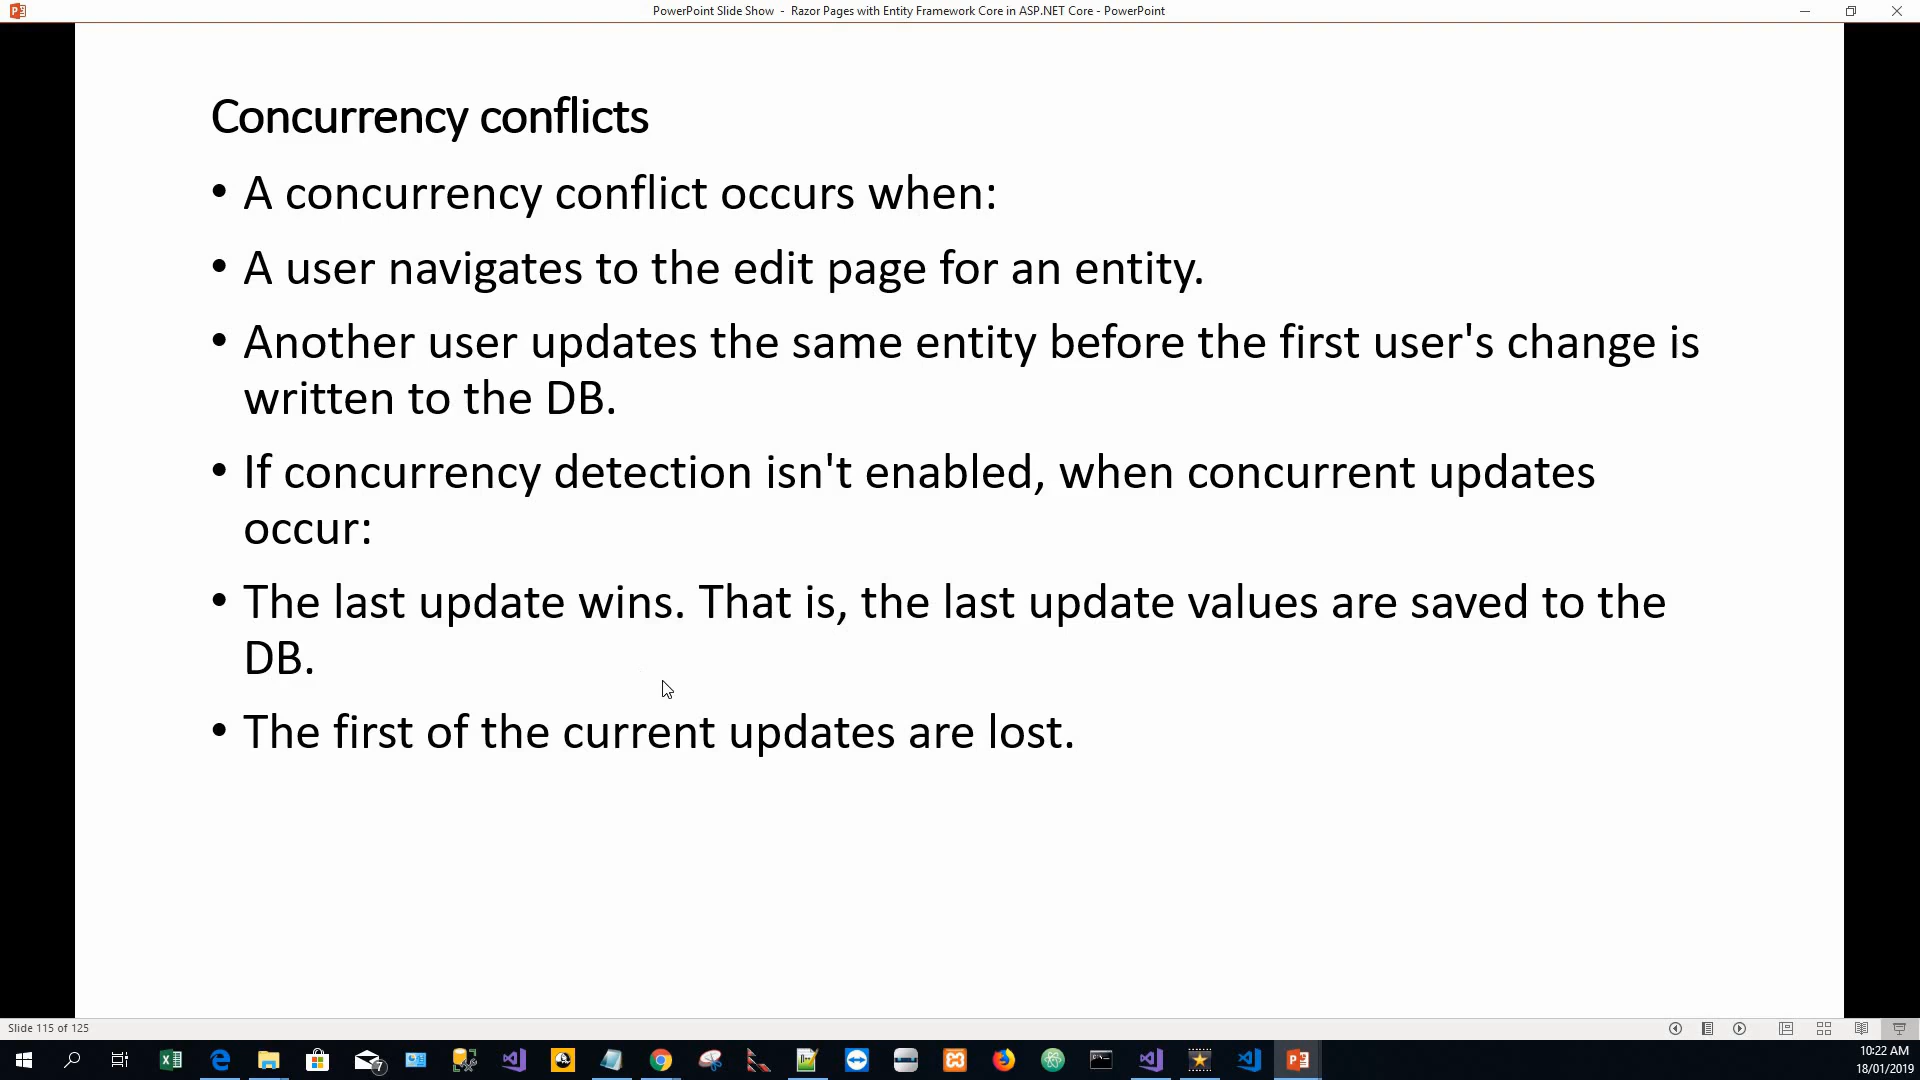 PowerPoint Slide Show - Razor Pages with Entity Framework Core in ASP.NET Core - PowerPoint
Concurrency conflicts
• A concurrency conflict occurs when:
• A user navigates to the edit page for an entity.
• Another user updates the same entity before the first user's change is
written to the DB.
• If concurrency detection isn't enabled, when concurrent updates
occur:
• The last update wins. That is, the last update values are saved to the
DB.
• The first of the current updates are lost.
Slide 115 of 125
7
10:22 AM
18/01/2019